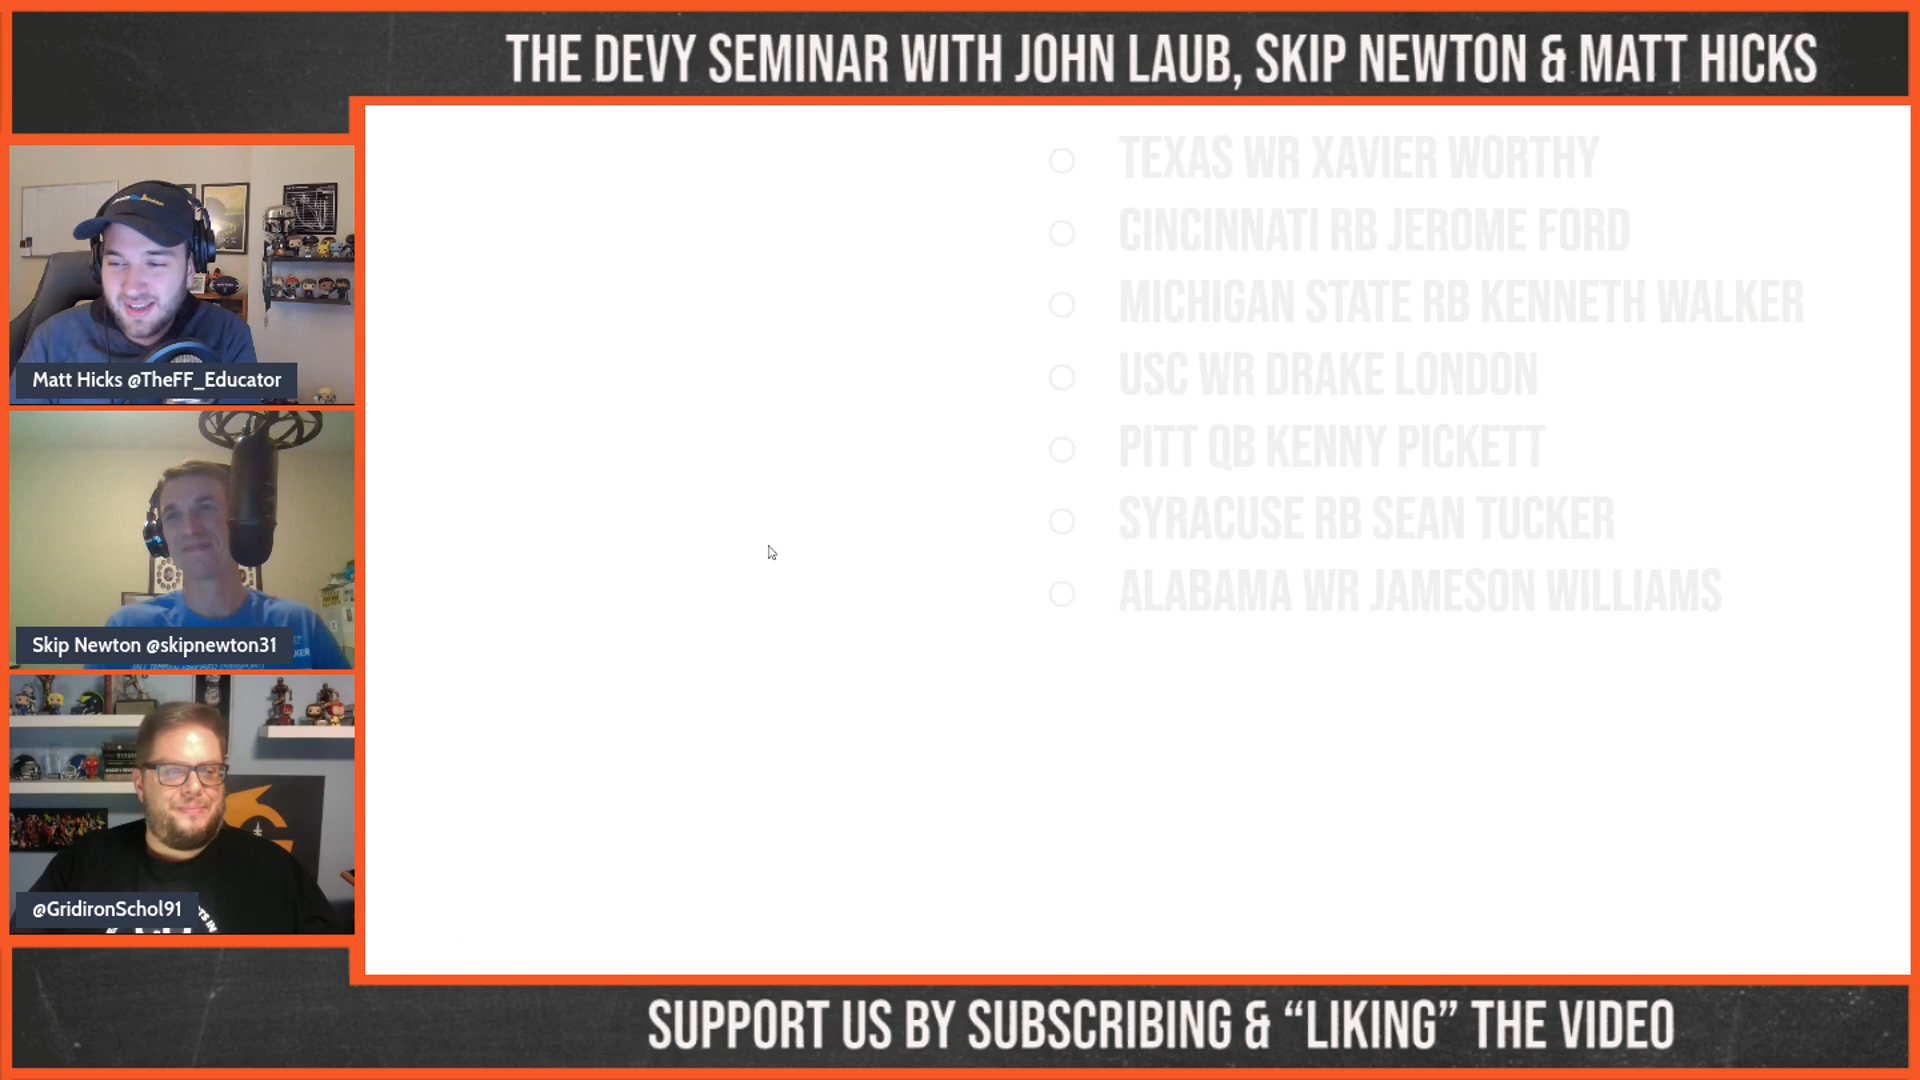 THE DEVY SEMINAR WITH JOHN LAUB, SKIP NEWTON & MATT HICKS
TEXAS WR XAVIER WORTHY
CINCINNATI RB JEROME FORD
MICHIGAN STATE RB KENNETH WALKER
USC WR DRAKE LONDON
PITT QB KENNY PICKETT
SYRACUSE RB SEAN TUCKER
ALABAMA WR JAMESON WILLIAMS
Matt Hicks @TheFF_Educator
Skip Newton @skipnewton31
@GridironSchol91
SUPPORT US BY SUBSCRIBING & “LIKING” THE VIDEO